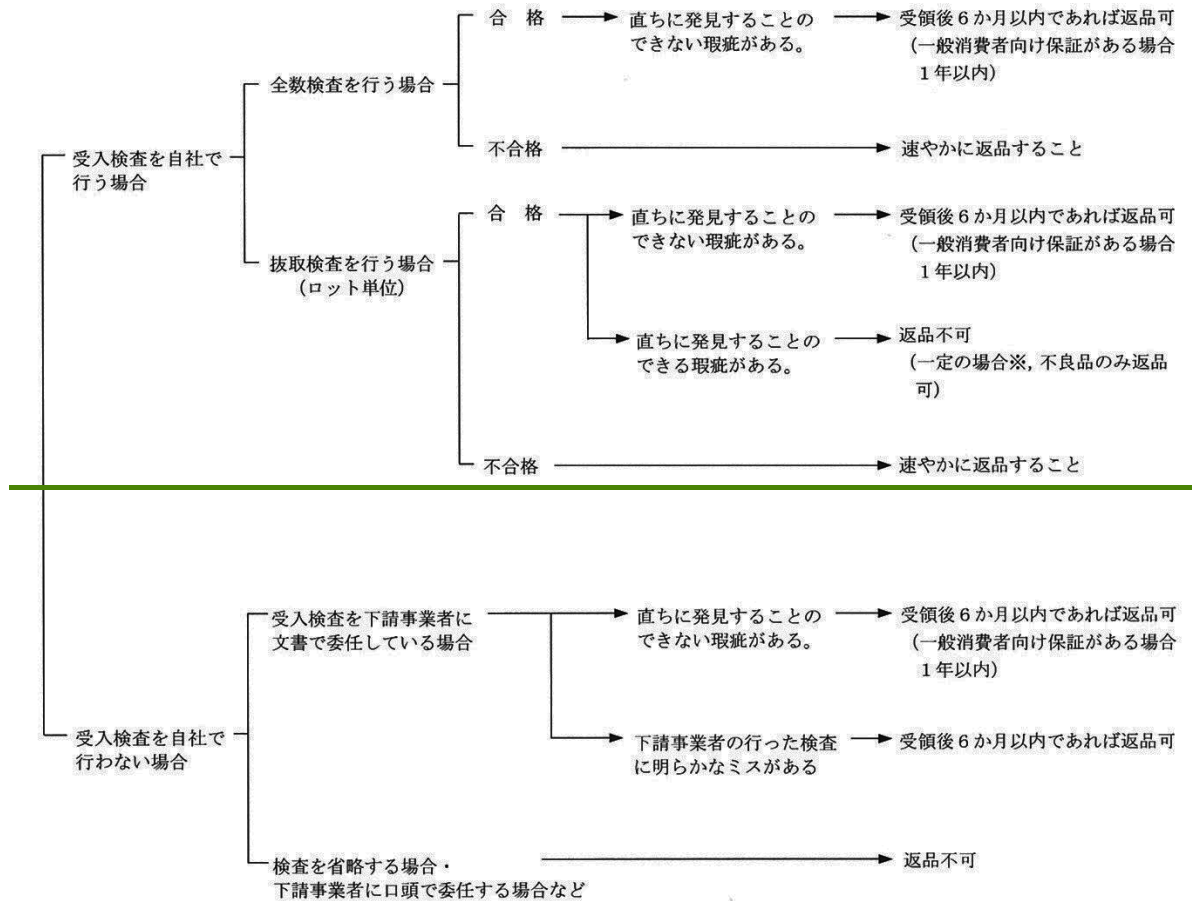 合　格
直ちに発見することの
できない瑕疵がある。
受領後６か月以内であれば返品可
（一般消費者向け保証がある場合
１年以内）
全数検査を行う場合
不合格
速やかに返品すること
受入検査を自社で
行う場合
合　格
直ちに発見することの
できない瑕疵がある。
受領後６か月以内であれば返品可
（一般消費者向け保証がある場合
１年以内）
抜取検査を行う場合
（ロット単位）
直ちに発見することの
できる瑕疵がある。
返品不可
（一定の場合※，不良品のみ返品
可）
不合格
速やかに返品すること
受入検査を下請事業者に
文書で委任している場合
直ちに発見することの
できない瑕疵がある。
受領後６か月以内であれば返品可
（一般消費者向け保証がある場合
１年以内）
受入検査を自社で
行わない場合
下請事業者の行った検査
に明らかなミスがある
受領後６か月以内であれば返品可
検査を省略する場合・
下請事業者に口頭で委任する場合など
返品不可